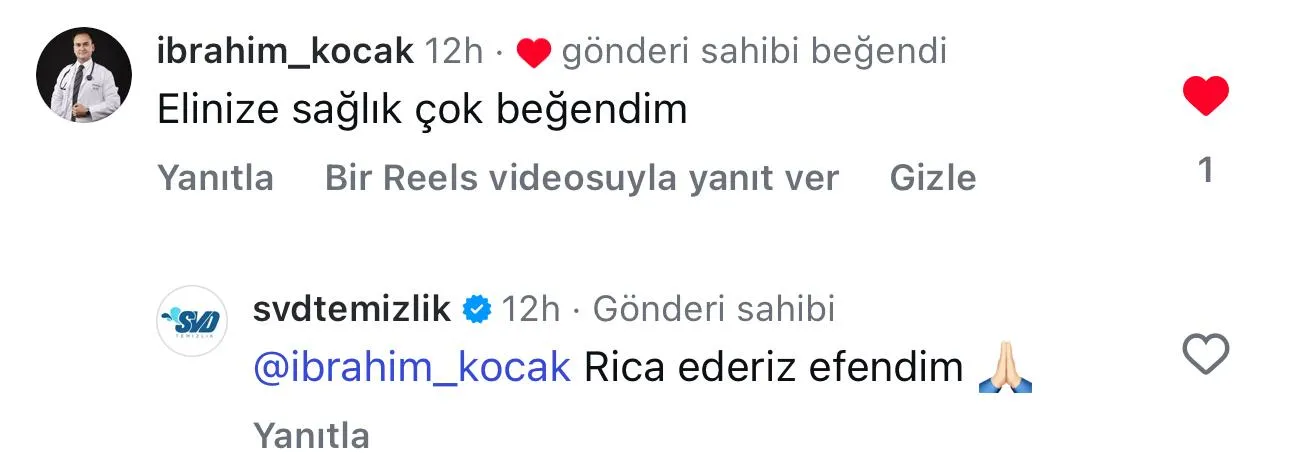 ibrahim_kocak 12h · ❤️ gönderi sahibi beğendi
Elinize sağlık çok beğendim
Yanıtla Bir Reels videosuyla yanıt ver Gizle
1
SVD
TEMİZLİK
svdtemizlik 12h · Gönderi sahibi
@ibrahim_kocak Rica ederiz efendim 🙏🏻
Yanıtla